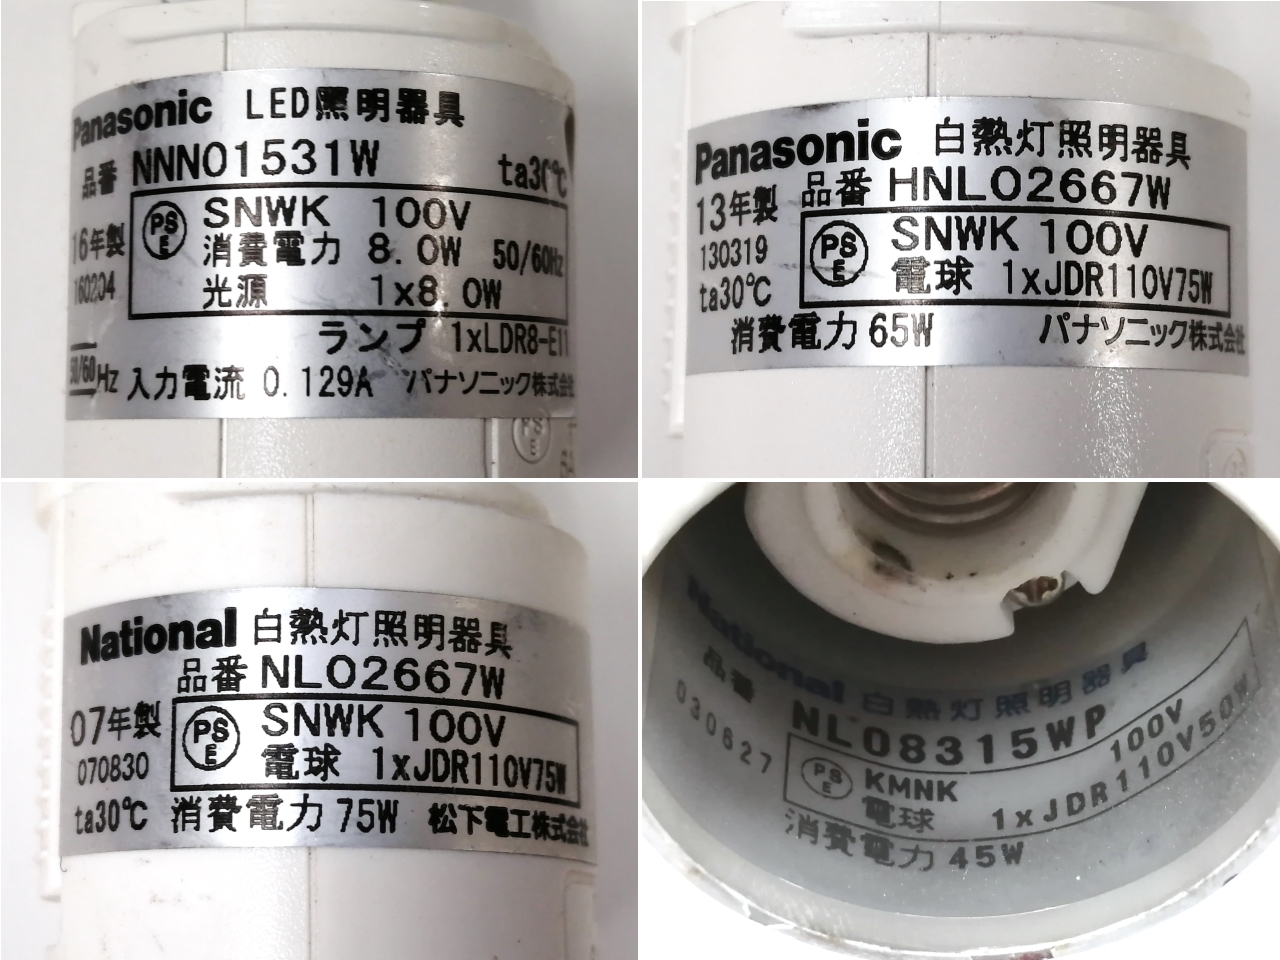 Panasonic LED照明器具
品番 NNN01531W ta30℃
16年製 PS E SNWK 100V
消費電力 8.0W 50/60Hz
160204 光源 1x8.0W
ランプ 1xLDR8-E11
50/60Hz 入力電流 0.129A パナソニック株式会社
PS E
Panasonic 白熱灯照明器具
品番 HNL02667W
13年製 PS E SNWK 100V
130319 電球 1xJDR110V75W
ta30℃
消費電力 65W パナソニック株式会社
National 白熱灯照明器具
品番 NL02667W
07年製 PS E SNWK 100V
070830 電球 1xJDR110V75W
ta30℃ 消費電力 75W 松下電工株式会社
National 白熱灯照明器具
品番 NL08315WP
030627 PS E KMNK 100V
電球 1xJDR110V50W
消費電力 45W